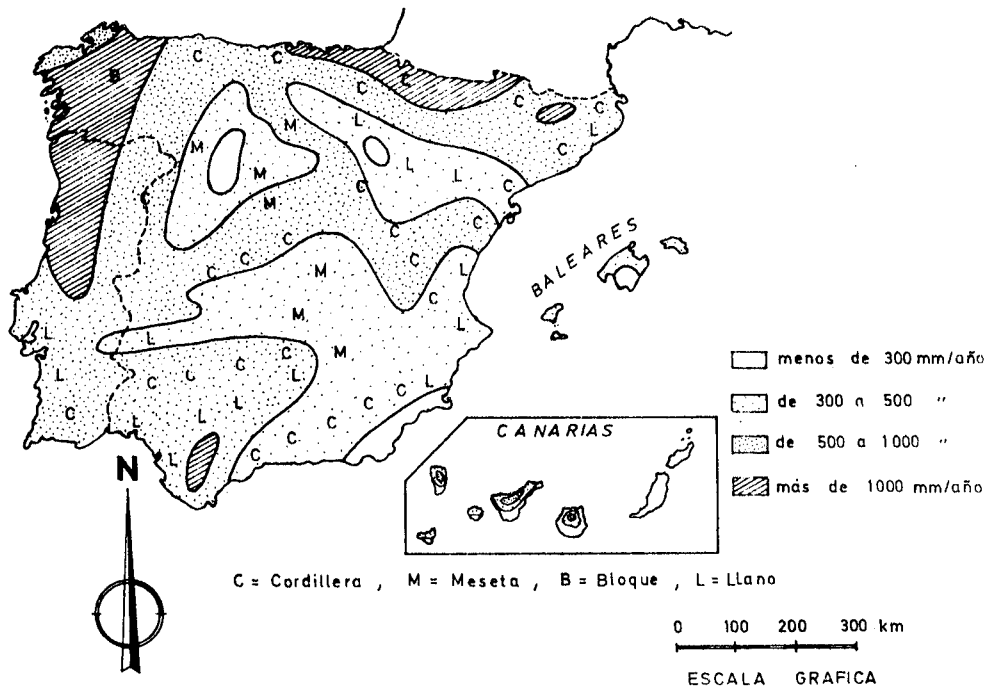 B
C
C
C
C
C
C
L
C
M
L
M
L
M
L
C
C
C
M
C
C
C
C
C
C
M
C
L
C
M
L
L
L
C
M
C
C
C
L
L
C
C
C
L
C
L
L
L
C
C
C
L
C
BALEARES
menos de 300 mm/año
de 300 a 500 "
de 500 a 1000 "
más de 1000 mm/año
CANARIAS
N
C = Cordillera , M = Meseta , B = Bloque , L = Llano
0 100 200 300 km
ESCALA GRAFICA